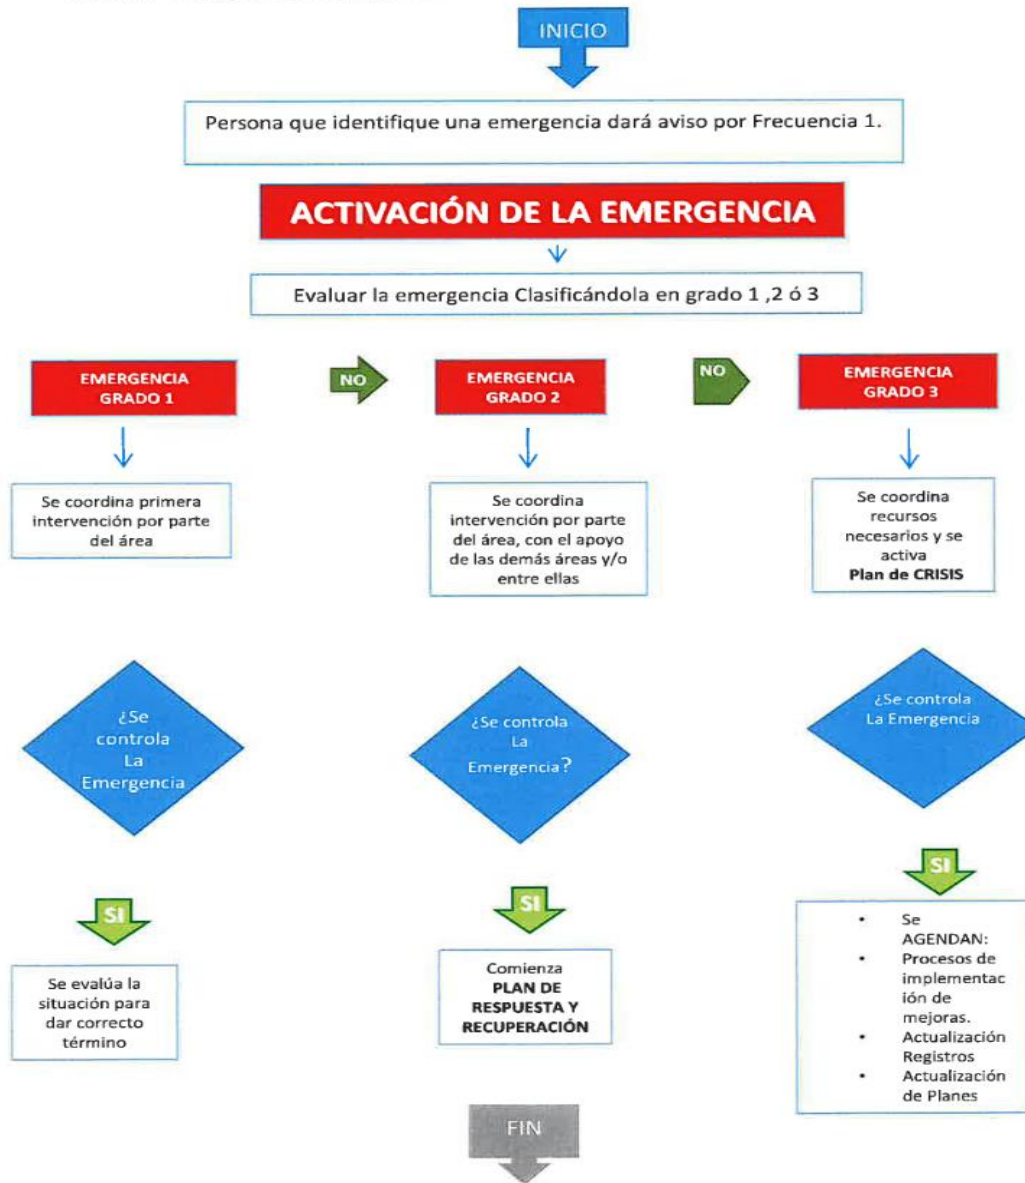 INICIO
Persona que identifique una emergencia dará aviso por Frecuencia 1.
ACTIVACIÓN DE LA EMERGENCIA
Evaluar la emergencia Clasificándola en grado 1 ,2 ó 3
EMERGENCIA
GRADO 1
NO
EMERGENCIA
GRADO 2
NO
EMERGENCIA
GRADO 3
Se coordina primera
intervención por parte
del área
Se coordina
intervención por parte
del área, con el apoyo
de las demás áreas y/o
entre ellas
Se coordina
recursos
necesarios y se
activa
Plan de CRISIS
¿Se
controla
La
Emergencia
¿Se controla
La
Emergencia?
¿Se controla
La Emergencia
SI
SI
SI
Se evalúa la
situación para
dar correcto
término
Comienza
PLAN DE
RESPUESTA Y
RECUPERACIÓN
• Se
AGENDAN:
• Procesos de
implementac
ión de
mejoras.
• Actualización
Registros
• Actualización
de Planes
FIN